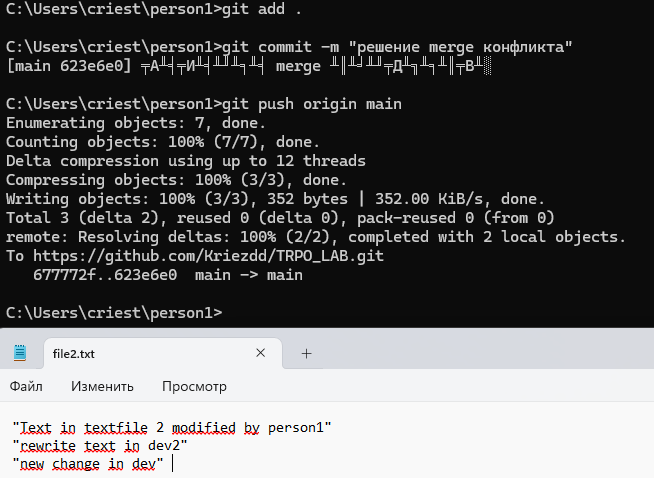 C:\Users\criest\person1>git add .
C:\Users\criest\person1>git commit -m "решение merge конфликта"
[main 623e6e0] merge
C:\Users\criest\person1>git push origin main
Enumerating objects: 7, done.
Counting objects: 100% (7/7), done.
Delta compression using up to 12 threads
Compressing objects: 100% (3/3), done.
Writing objects: 100% (3/3), 352 bytes | 352.00 KiB/s, done.
Total 3 (delta 2), reused 0 (delta 0), pack-reused 0 (from 0)
remote: Resolving deltas: 100% (2/2), completed with 2 local objects.
To https://github.com/Kriezdd/TRPO_LAB.git
677772f..623e6e0 main -> main
C:\Users\criest\person1>
file2.txt
Файл Изменить Просмотр
"Text in textfile 2 modified by person1"
"rewrite text in dev2"
"new change in dev"